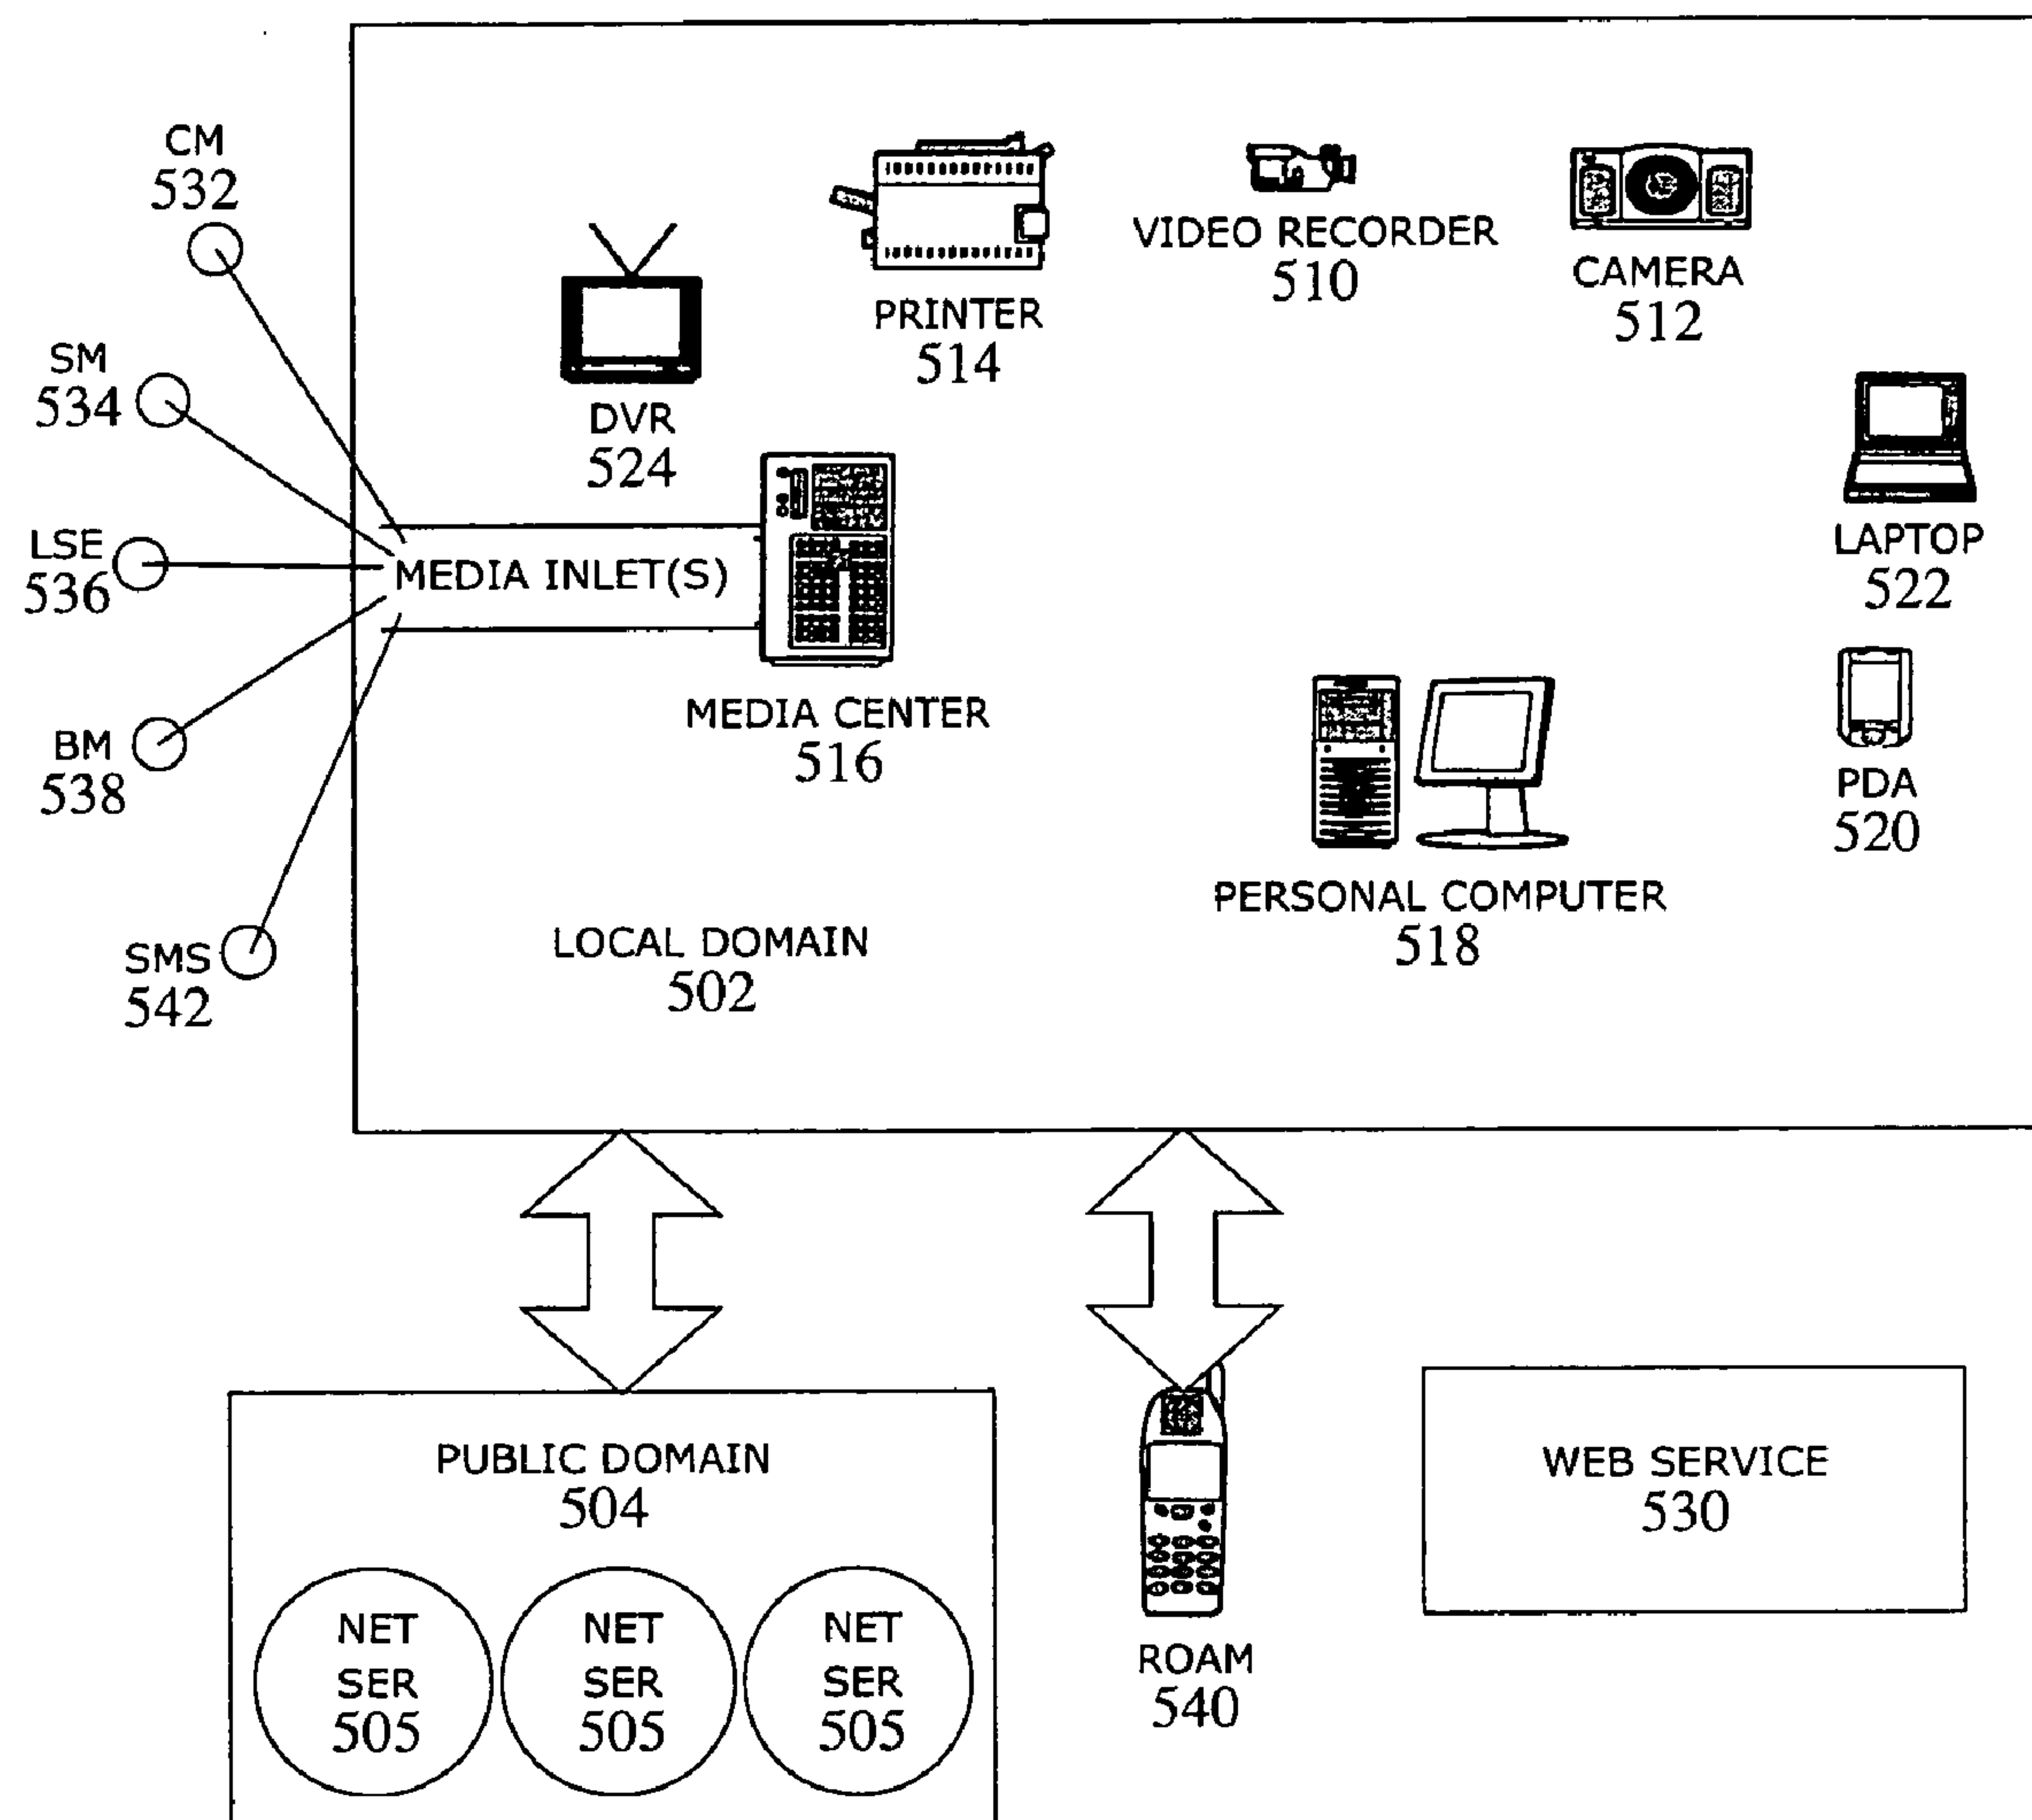 CM
532
SM
534
LSE
536
BM
538
SMS
542
MEDIA INLET(S)
DVR
524
PRINTER
514
VIDEO RECORDER
510
CAMERA
512
LAPTOP
522
PDA
520
MEDIA CENTER
516
PERSONAL COMPUTER
518
LOCAL DOMAIN
502
PUBLIC DOMAIN
504
NET
SER
505
NET
SER
505
NET
SER
505
ROAM
540
WEB SERVICE
530